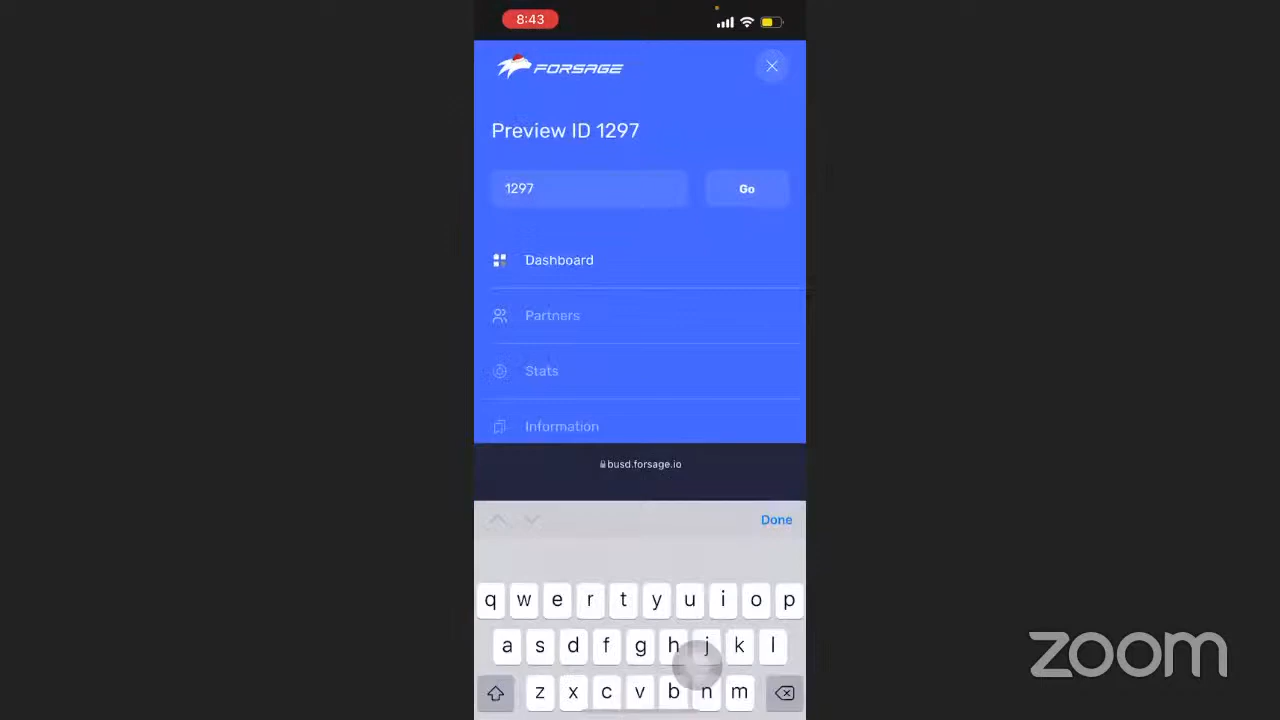 8:43
FORSAGE
Preview ID 1297
1297
Go
Dashboard
Partners
Stats
Information
busd.forsage.io
Done
q w e r t y u i o p
a s d f g h j k l
z x c v b n m
zoom